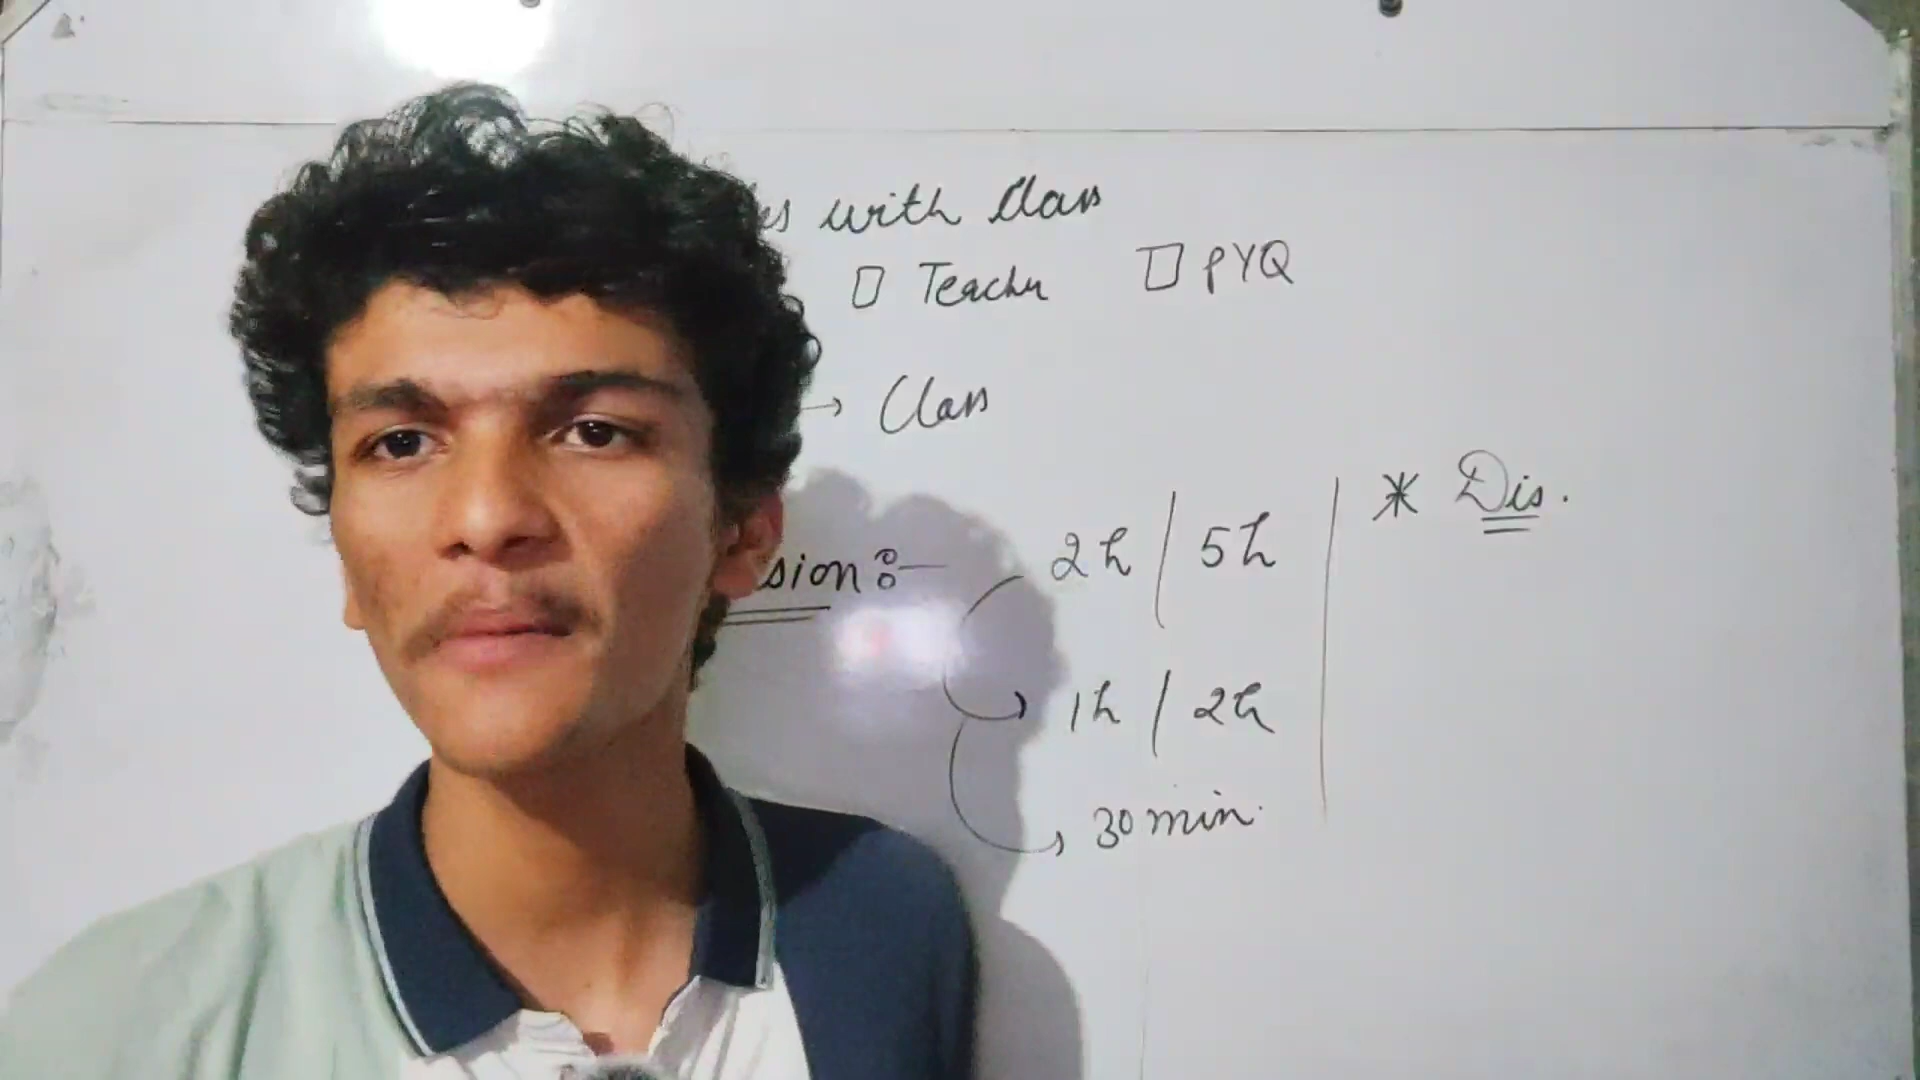 with Class
□ Teacher □ PYQ
→ Class
sion :-
2h / 5h
* Dis.
1h / 2h
30 min.